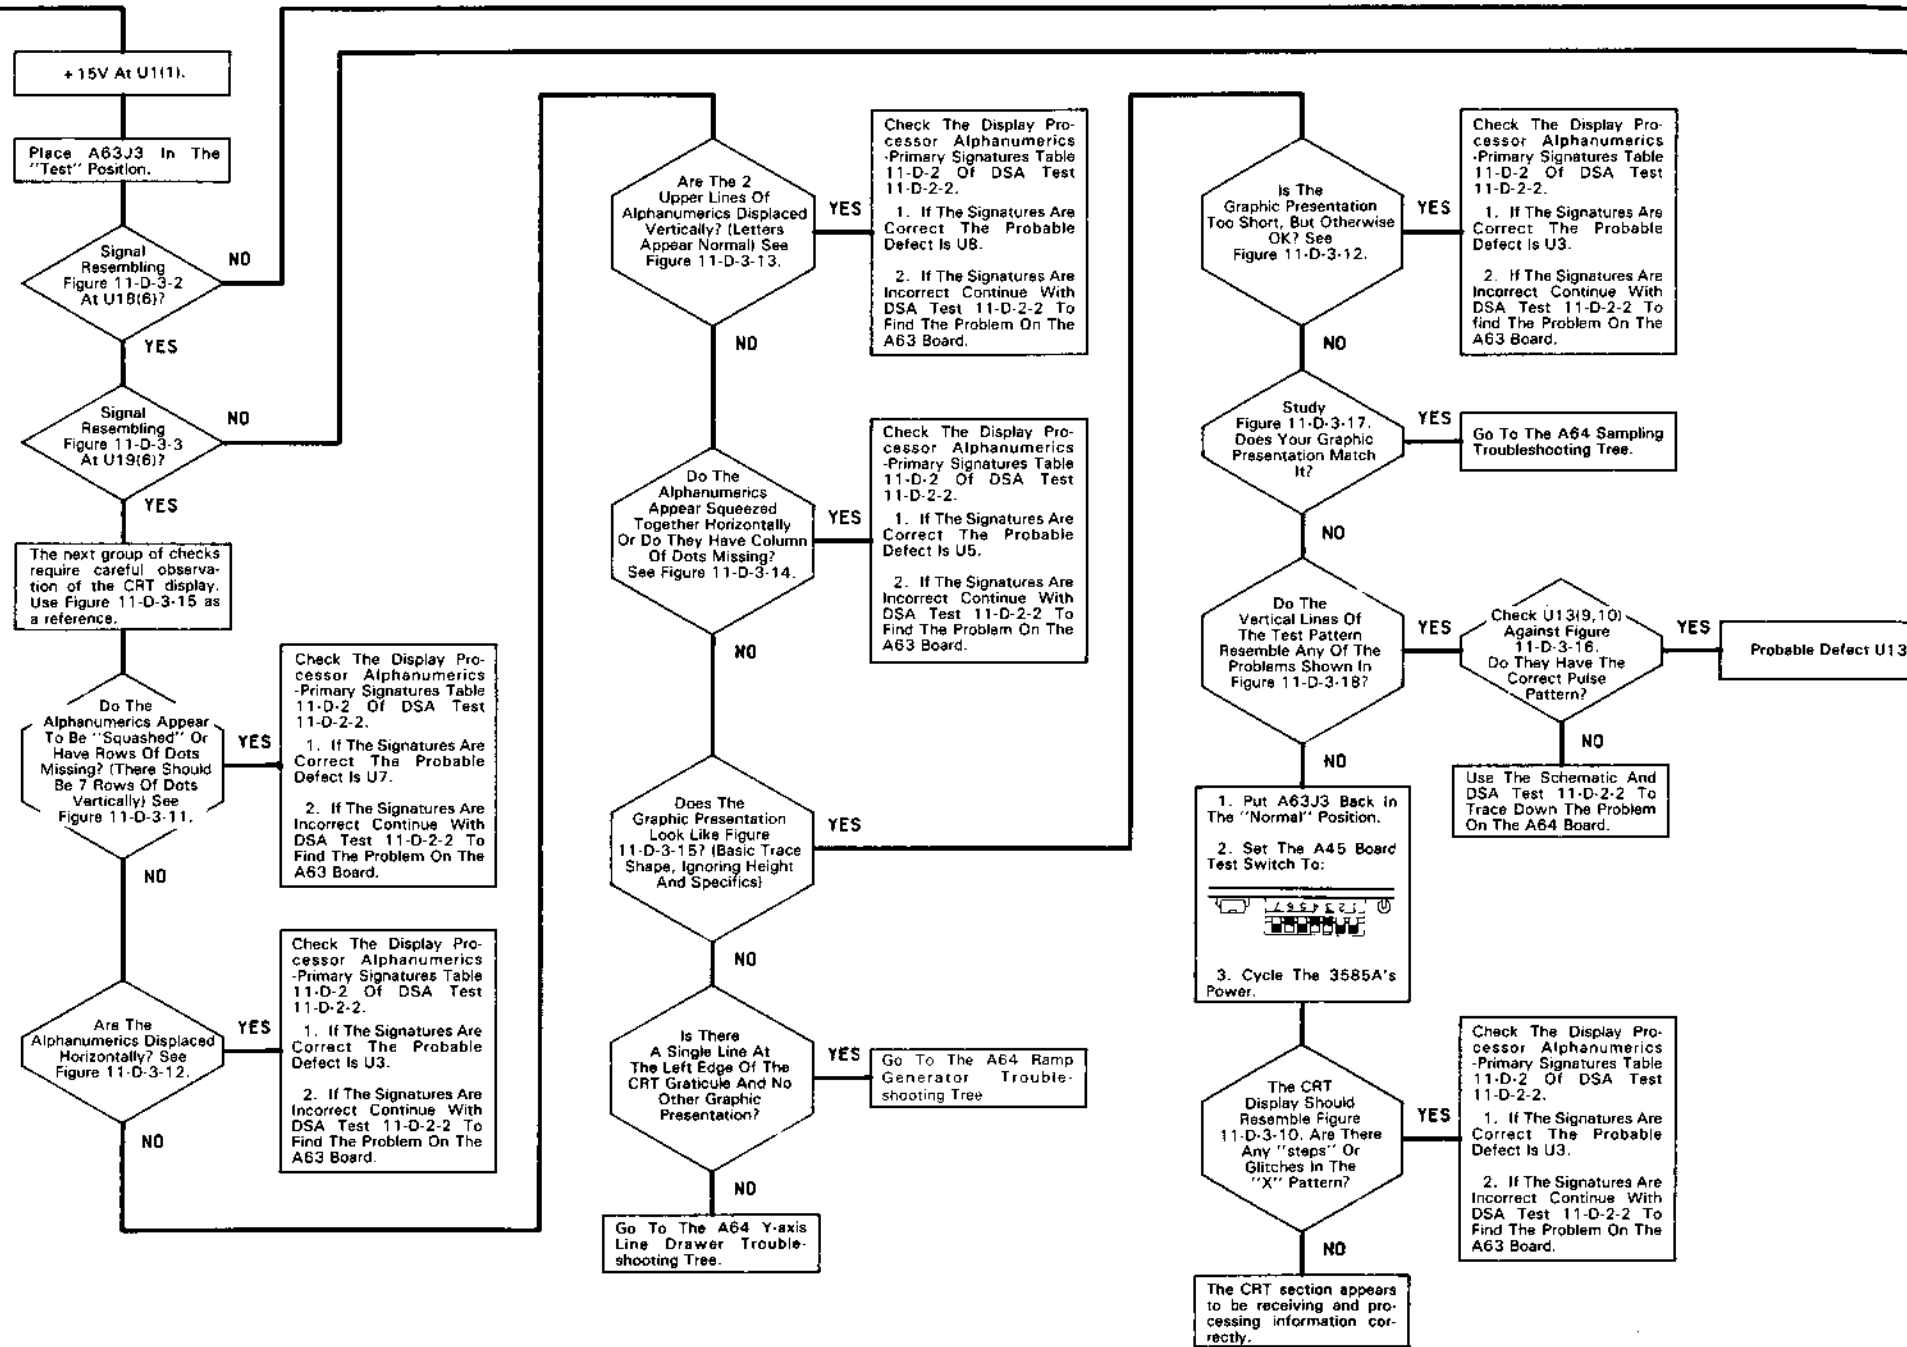 +15V At U1(1).
Place A63J3 In The
"Test" Position.
Signal
Resembling
Figure 11-D-3-2
At U18(6)?
NO
YES
Signal
Resembling
Figure 11-D-3-3
At U19(6)?
NO
YES
The next group of checks
require careful observa-
tion of the CRT display.
Use Figure 11-D-3-15 as
a reference.
Do The
Alphanumerics Appear
To Be "Squashed" Or
Have Rows Of Dots
Missing? (There Should
Be 7 Rows Of Dots
Vertically) See
Figure 11-D-3-11.
YES
Check The Display Pro-
cessor Alphanumerics
-Primary Signatures Table
11-D-2 Of DSA Test
11-D-2-2.
1. If The Signatures Are
Correct The Probable
Defect Is U7.
2. If The Signatures Are
Incorrect Continue With
DSA Test 11-D-2-2 To
Find The Problem On The
A63 Board.
NO
Are The
Alphanumerics Displaced
Horizontally? See
Figure 11-D-3-12.
YES
Check The Display Pro-
cessor Alphanumerics
-Primary Signatures Table
11-D-2 Of DSA Test
11-D-2-2.
1. If The Signatures Are
Correct The Probable
Defect Is U3.
2. If The Signatures Are
Incorrect Continue With
DSA Test 11-D-2-2 To
Find The Problem On The
A63 Board.
NO
Are The 2
Upper Lines Of
Alphanumerics Displaced
Vertically? (Letters
Appear Normal) See
Figure 11-D-3-13.
YES
Check The Display Pro-
cessor Alphanumerics
-Primary Signatures Table
11-D-2 Of DSA Test
11-D-2-2.
1. If The Signatures Are
Correct The Probable
Defect Is U8.
2. If The Signatures Are
Incorrect Continue With
DSA Test 11-D-2-2 To
Find The Problem On The
A63 Board.
NO
Do The
Alphanumerics
Appear Squeezed
Together Horizontally
Or Do They Have Column
Of Dots Missing?
See Figure 11-D-3-14.
YES
Check The Display Pro-
cessor Alphanumerics
-Primary Signatures Table
11-D-2 Of DSA Test
11-D-2-2.
1. If The Signatures Are
Correct The Probable
Defect Is U5.
2. If The Signatures Are
Incorrect Continue With
DSA Test 11-D-2-2 To
Find The Problem On The
A63 Board.
NO
Does The
Graphic Presentation
Look Like Figure
11-D-3-15? (Basic Trace
Shape, Ignoring Height
And Specifics)
YES
NO
Is There
A Single Line At
The Left Edge Of The
CRT Graticule And No
Other Graphic
Presentation?
YES
Go To The A64 Ramp
Generator Trouble-
shooting Tree
NO
Go To The A64 Y-axis
Line Drawer Trouble-
shooting Tree.
Is The
Graphic Presentation
Too Short, But Otherwise
OK? See
Figure 11-D-3-12.
YES
Check The Display Pro-
cessor Alphanumerics
-Primary Signatures Table
11-D-2 Of DSA Test
11-D-2-2.
1. If The Signatures Are
Correct The Probable
Defect Is U3.
2. If The Signatures Are
Incorrect Continue With
DSA Test 11-D-2-2 To
find The Problem On The
A63 Board.
NO
Study
Figure 11-D-3-17.
Does Your Graphic
Presentation Match
It?
YES
Go To The A64 Sampling
Troubleshooting Tree.
NO
Do The
Vertical Lines Of
The Test Pattern
Resemble Any Of The
Problems Shown In
Figure 11-D-3-18?
YES
Check U13(9,10)
Against Figure
11-D-3-16.
Do They Have The
Correct Pulse
Pattern?
YES
Probable Defect U13
NO
Use The Schematic And
DSA Test 11-D-2-2 To
Trace Down The Problem
On The A64 Board.
NO
1. Put A63J3 Back In
The "Normal" Position.
2. Set The A45 Board
Test Switch To:
1 2 3 4 5 6 7
3. Cycle The 3585A's
Power.
The CRT
Display Should
Resemble Figure
11-D-3-10. Are There
Any "steps" Or
Glitches In The
"X" Pattern?
YES
Check The Display Pro-
cessor Alphanumerics
-Primary Signatures Table
11-D-2 Of DSA Test
11-D-2-2.
1. If The Signatures Are
Correct The Probable
Defect Is U3.
2. If The Signatures Are
Incorrect Continue With
DSA Test 11-D-2-2 To
Find The Problem On The
A63 Board.
NO
The CRT section appears
to be receiving and pro-
cessing information cor-
rectly.